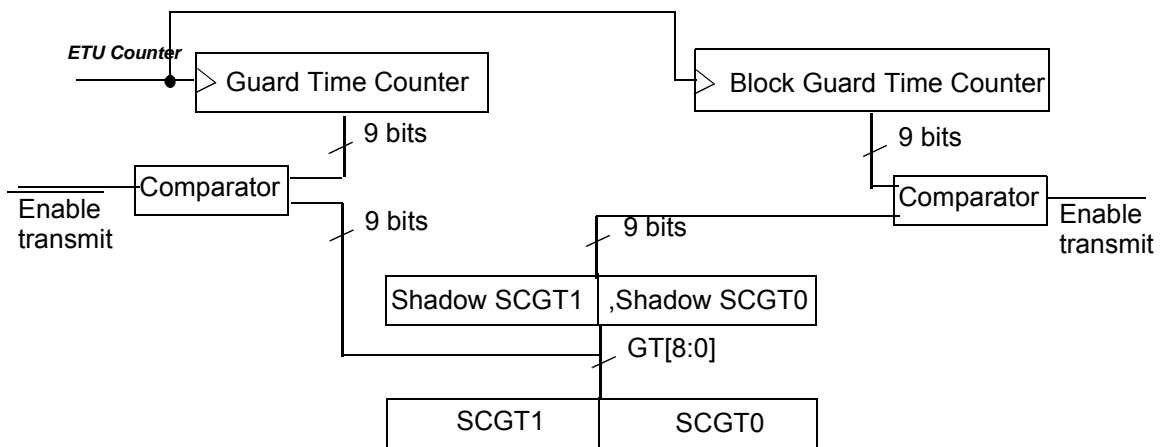 ETU Counter
Guard Time Counter
Block Guard Time Counter
9 bits
9 bits
Comparator
Comparator
Enable
transmit
Enable
transmit
9 bits
9 bits
Shadow SCGT1
,Shadow SCGT0
GT[8:0]
SCGT1
SCGT0